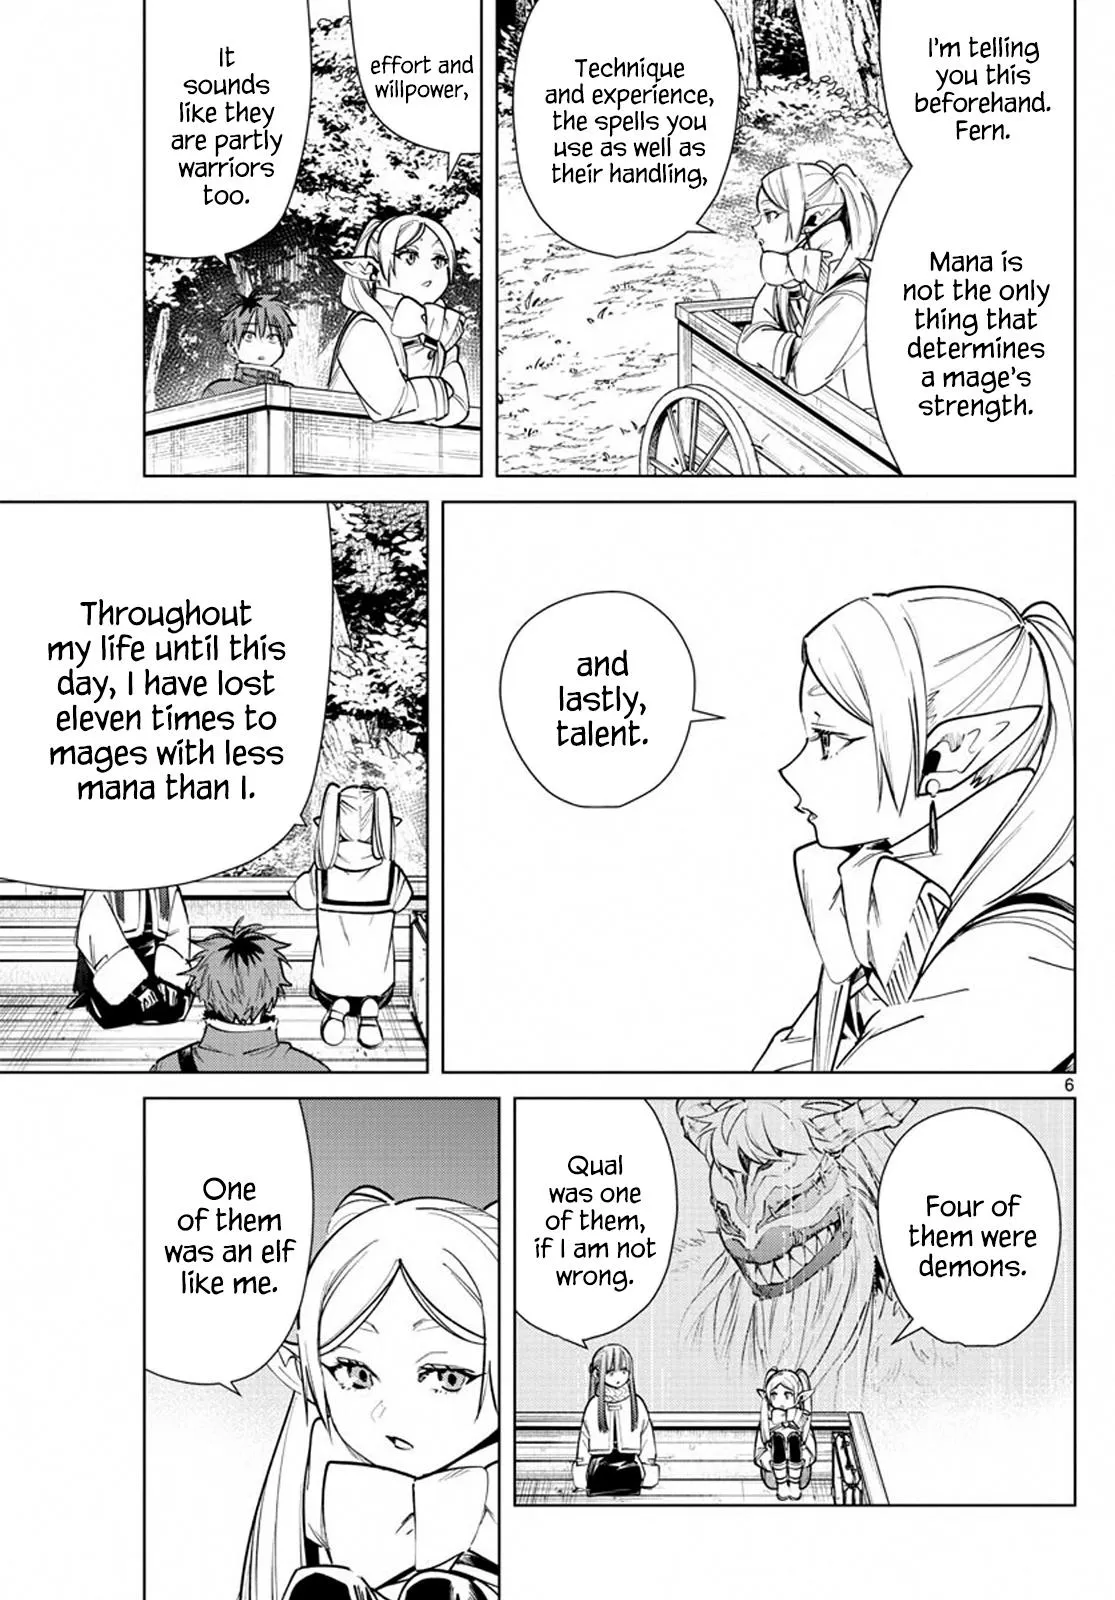 I'm telling
you this
beforehand.
Fern.
Mana is
not the only
thing that
determines
a mage's
strength.
Technique
and experience,
the spells you
use as well as
their handling,
effort and
willpower,
It
sounds
like they
are partly
warriors
too.
and
lastly,
talent.
Throughout
my life until this
day, I have lost
eleven times to
mages with less
mana than I.
6
Four of
them were
demons.
Qual
was one
of them,
if I am not
wrong.
One
of them
was an elf
like me.